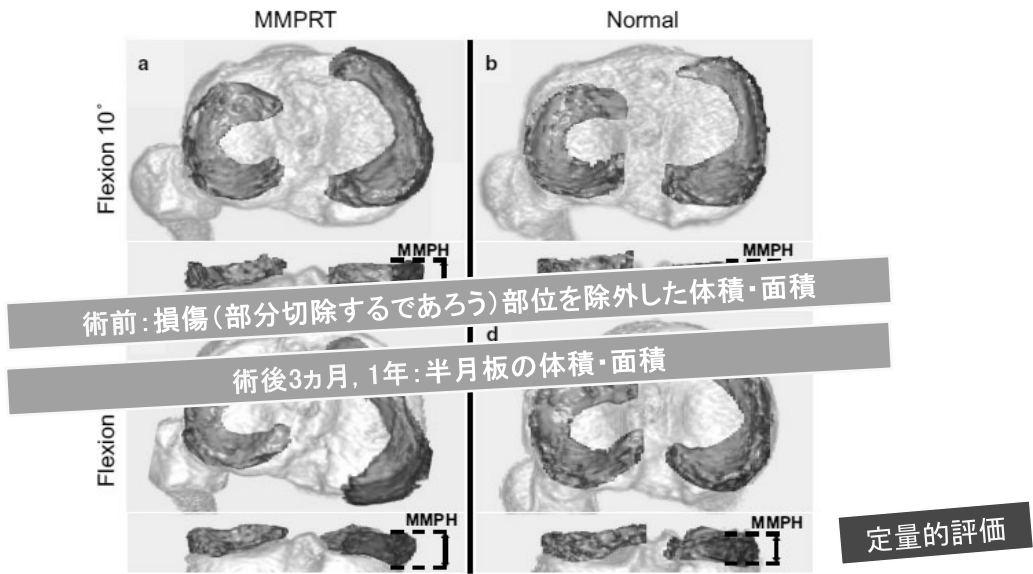 MMPRT
Normal
a
b
Flexion 10°
MMPH
MMPH
術前：損傷（部分切除するであろう）部位を除外した体積・面積
d
術後3ヵ月，1年：半月板の体積・面積
Flexion
MMPH
MMPH
定量的評価